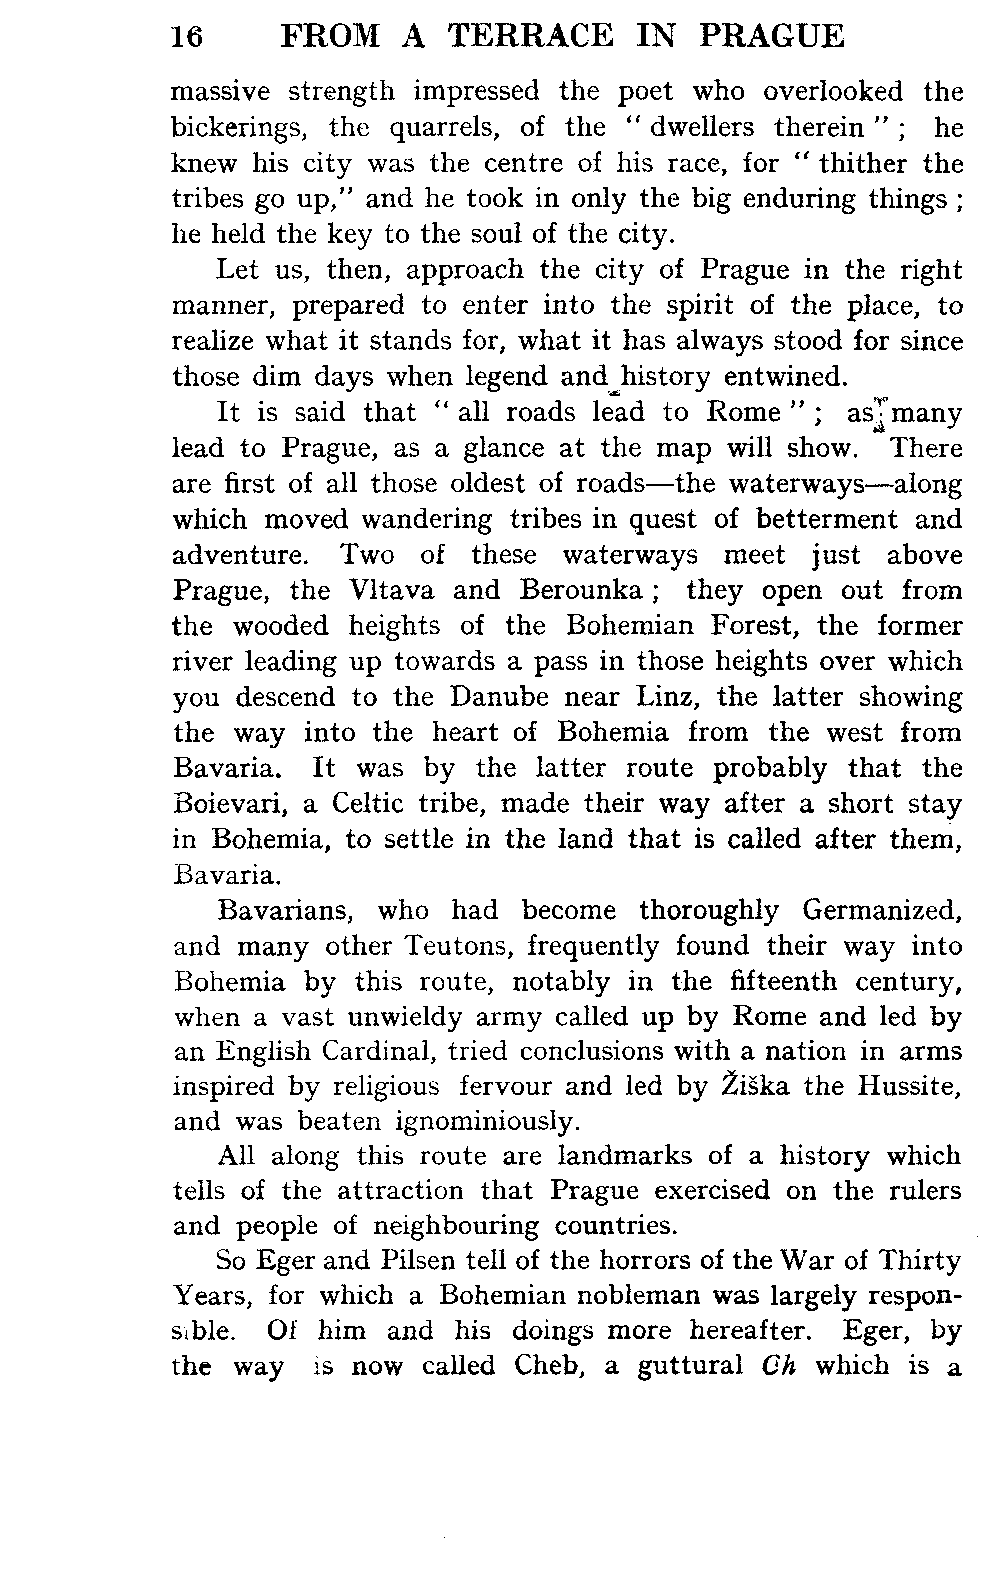 16 FROM A TERRACE IN PRAGUE
massive strength impressed the poet who overlooked the
bickerings, the quarrels, of the “ dwellers therein ” ; he
knew his city was the centre of his race, for “ thither the
tribes go up,” and he took in only the big enduring things ;
he held the key to the soul of the city.
Let us, then, approach the city of Prague in the right
manner, prepared to enter into the spirit of the place, to
realize what it stands for, what it has always stood for since
those dim days when legend and history entwined.
It is said that “ all roads lead to Rome ” ; as many
lead to Prague, as a glance at the map will show. There
are first of all those oldest of roads—the waterways—along
which moved wandering tribes in quest of betterment and
adventure. Two of these waterways meet just above
Prague, the Vltava and Berounka ; they open out from
the wooded heights of the Bohemian Forest, the former
river leading up towards a pass in those heights over which
you descend to the Danube near Linz, the latter showing
the way into the heart of Bohemia from the west from
Bavaria. It was by the latter route probably that the
Boievari, a Celtic tribe, made their way after a short stay
in Bohemia, to settle in the land that is called after them,
Bavaria.
Bavarians, who had become thoroughly Germanized,
and many other Teutons, frequently found their way into
Bohemia by this route, notably in the fifteenth century,
when a vast unwieldy army called up by Rome and led by
an English Cardinal, tried conclusions with a nation in arms
inspired by religious fervour and led by Žiška the Hussite,
and was beaten ignominiously.
All along this route are landmarks of a history which
tells of the attraction that Prague exercised on the rulers
and people of neighbouring countries.
So Eger and Pilsen tell of the horrors of the War of Thirty
Years, for which a Bohemian nobleman was largely respon-
sible. Of him and his doings more hereafter. Eger, by
the way is now called Cheb, a guttural Ch which is a